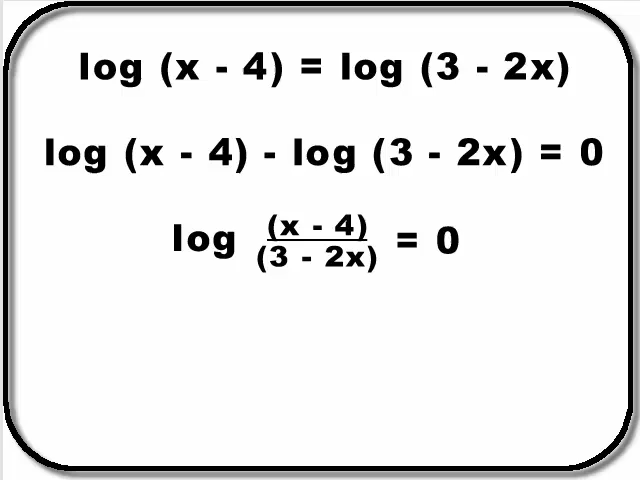 log (x - 4) = log (3 - 2x)
log (x - 4) - log (3 - 2x) = 0
log (x - 4)/(3 - 2x) = 0